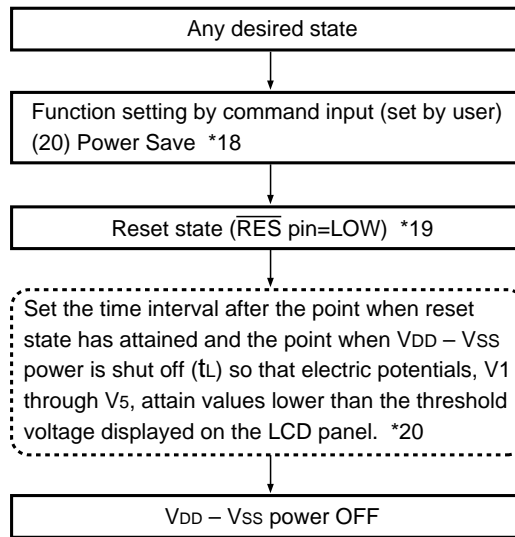 Any desired state
Function setting by command input (set by user)
(20) Power Save *18
Reset state (R̅E̅S̅ pin=LOW) *19
Set the time interval after the point when reset
state has attained and the point when VDD – VSS
power is shut off (tL) so that electric potentials, V1
through V5, attain values lower than the threshold
voltage displayed on the LCD panel. *20
VDD – VSS power OFF